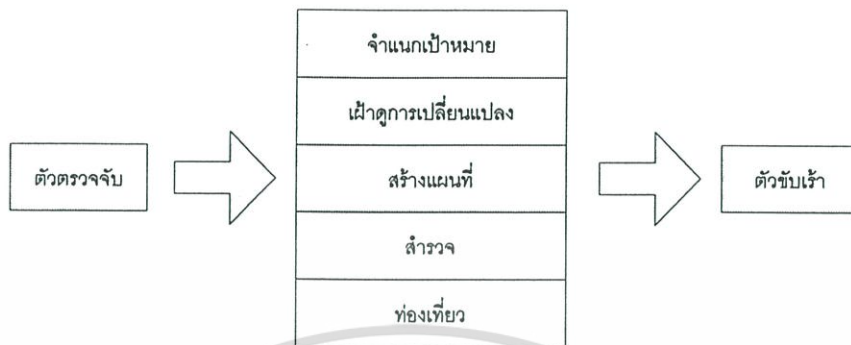 จำแนกเป้าหมาย
เฝ้าดูการเปลี่ยนแปลง
ตัวตรวจจับ
สร้างแผนที่
ตัวขับเร้า
สำรวจ
ท่องเที่ยว